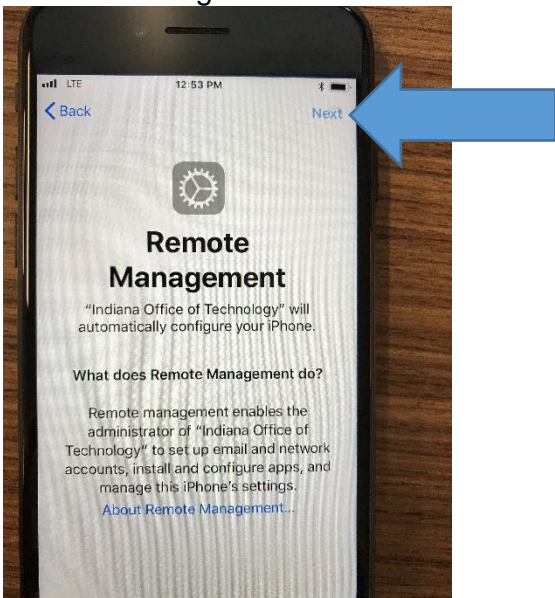 LTE 12:53 PM
Back Next
Remote
Management
"Indiana Office of Technology" will
automatically configure your iPhone.
What does Remote Management do?
Remote management enables the
administrator of "Indiana Office of
Technology" to set up email and network
accounts, install and configure apps, and
manage this iPhone's settings.
About Remote Management...